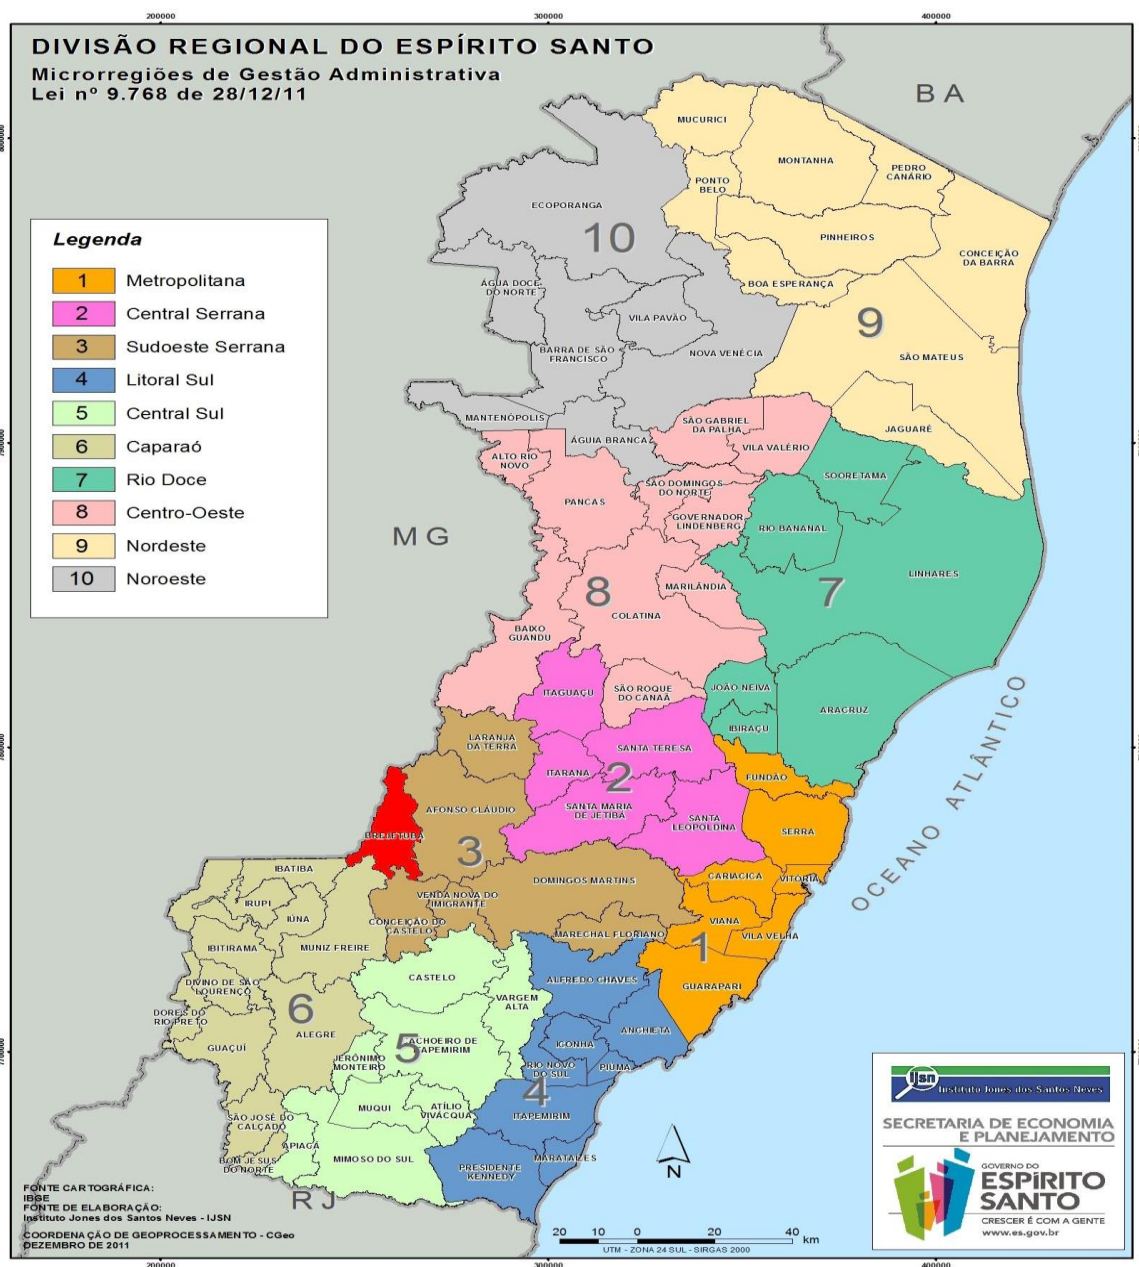 200000
300000
400000
DIVISÃO REGIONAL DO ESPÍRITO SANTO
Microrregiões de Gestão Administrativa
Lei nº 9.768 de 28/12/11
BA
MUCURICI
MONTANHA
PEDRO
CANÁRIO
PONTO
BELO
ECOPORANGA
10
PINHEIROS
CONCEIÇÃO
DA BARRA
Legenda
1 Metropolitana
2 Central Serrana
3 Sudoeste Serrana
4 Litoral Sul
5 Central Sul
6 Caparaó
7 Rio Doce
8 Centro-Oeste
9 Nordeste
10 Noroeste
ÁGUA DOCE
DO NORTE
BOA ESPERANÇA
VILA PAVÃO
9
BARRA DE SÃO
FRANCISCO
NOVA VENÉCIA
SÃO MATEUS
MANTENÓPOLIS
ÁGUIA BRANCA
SÃO GABRIEL
DA PALHA
JAGUARÉ
VILA VALÉRIO
ALTO RIO
NOVO
SOORETAMA
SÃO DOMINGOS
DO NORTE
PANCAS
GOVERNADOR
LINDENBERG
RIO BANANAL
MG
LINHARES
MARILÂNDIA
8
7
COLATINA
BAIXO
GUANDU
ITAGUAÇU
SÃO ROQUE
DO CANAÃ
JOÃO NEIVA
ARACRUZ
IBIRAÇU
LARANJA
DA TERRA
SANTA TERESA
ITARANA
2
FUNDÃO
AFONSO CLÁUDIO
SANTA MARIA
DE JETIBÁ
SANTA
LEOPOLDINA
SERRA
BREJETUBA
3
OCEANO ATLÂNTICO
IBATIBA
CARIACICA
VITÓRIA
DOMINGOS MARTINS
VENDA NOVA DO
IMIGRANTE
IRUPI
IÚNA
CONCEIÇÃO DO
CASTELO
VIANA
MARECHAL FLORIANO
VILA VELHA
1
IBITIRAMA
MUNIZ FREIRE
CASTELO
ALFREDO CHAVES
GUARAPARI
DIVINO DE SÃO
LOURENÇO
VARGEM
ALTA
6
DORES DO
RIO PRETO
ALEGRE
ANCHIETA
GUAÇUÍ
5
CACHOEIRO DE
ITAPEMIRIM
ICONHA
JERÔNIMO
MONTEIRO
RIO NOVO
DO SUL
PIÚMA
4
MUQUI
ATÍLIO
VIVÁCQUA
ITAPEMIRIM
SÃO JOSÉ DO
CALÇADO
APIACÁ
BOM JESUS
DO NORTE
MIMOSO DO SUL
PRESIDENTE
KENNEDY
MARATAÍZES
N
RJ
ijsn
Instituto Jones dos Santos Neves
SECRETARIA DE ECONOMIA
E PLANEJAMENTO
GOVERNO DO
ESPÍRITO
SANTO
CRESCER É COM A GENTE
www.es.gov.br
FONTE CARTOGRÁFICA:
IBGE
FONTE DE ELABORAÇÃO:
Instituto Jones dos Santos Neves - IJSN
COORDENAÇÃO DE GEOPROCESSAMENTO - CGeo
DEZEMBRO DE 2011
20 10 0 20 40
km
UTM - ZONA 24 SUL - SIRGAS 2000
200000
300000
400000